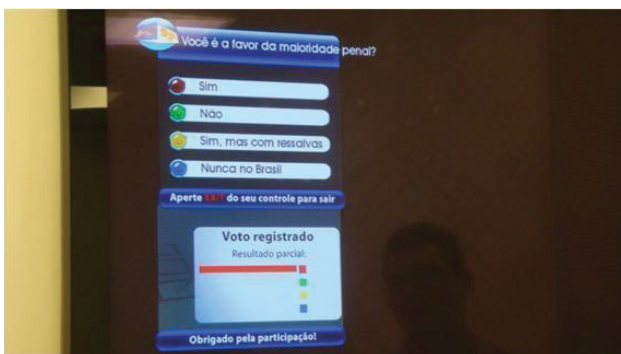 Você é a favor da maioridade penal?
Sim
Não
Sim, mas com ressalvas
Nunca no Brasil
Aperte EXIT do seu controle para sair
Voto registrado
Resultado parcial:
Obrigado pela participação!